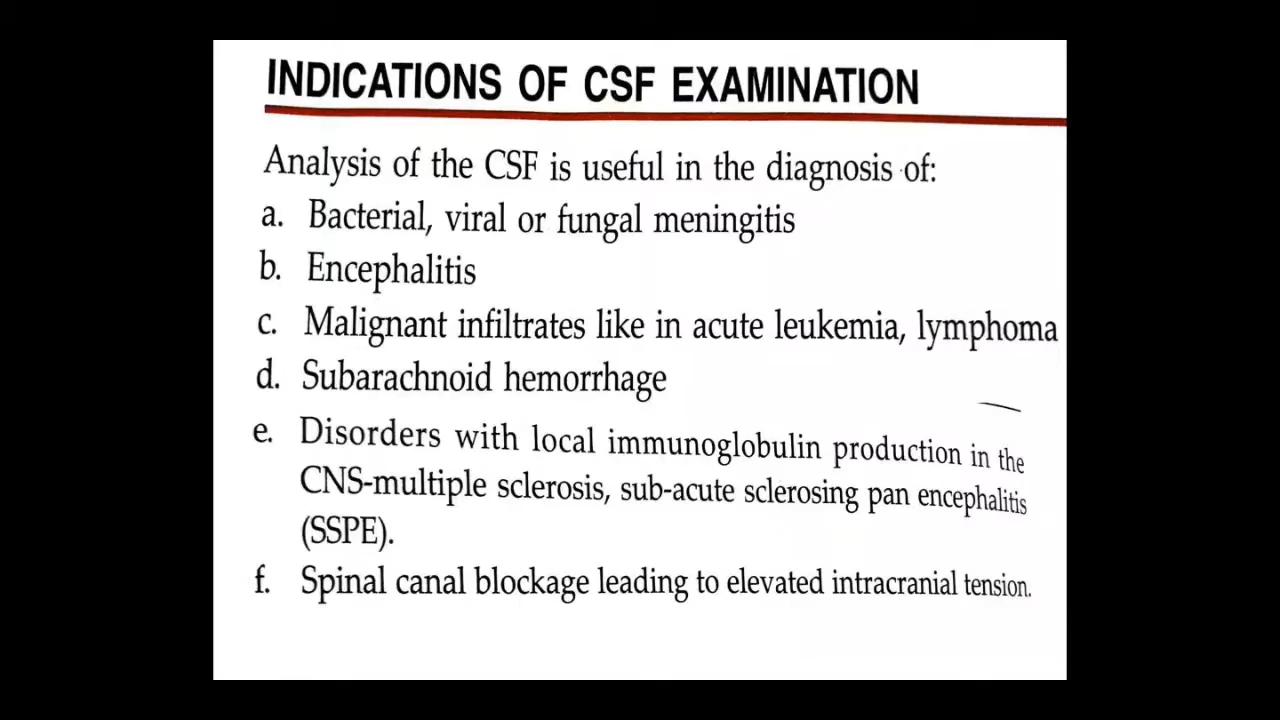 INDICATIONS OF CSF EXAMINATION
Analysis of the CSF is useful in the diagnosis of:
a. Bacterial, viral or fungal meningitis
b. Encephalitis
c. Malignant infiltrates like in acute leukemia, lymphoma
d. Subarachnoid hemorrhage
e. Disorders with local immunoglobulin production in the
CNS-multiple sclerosis, sub-acute sclerosing pan encephalitis
(SSPE).
f. Spinal canal blockage leading to elevated intracranial tension.